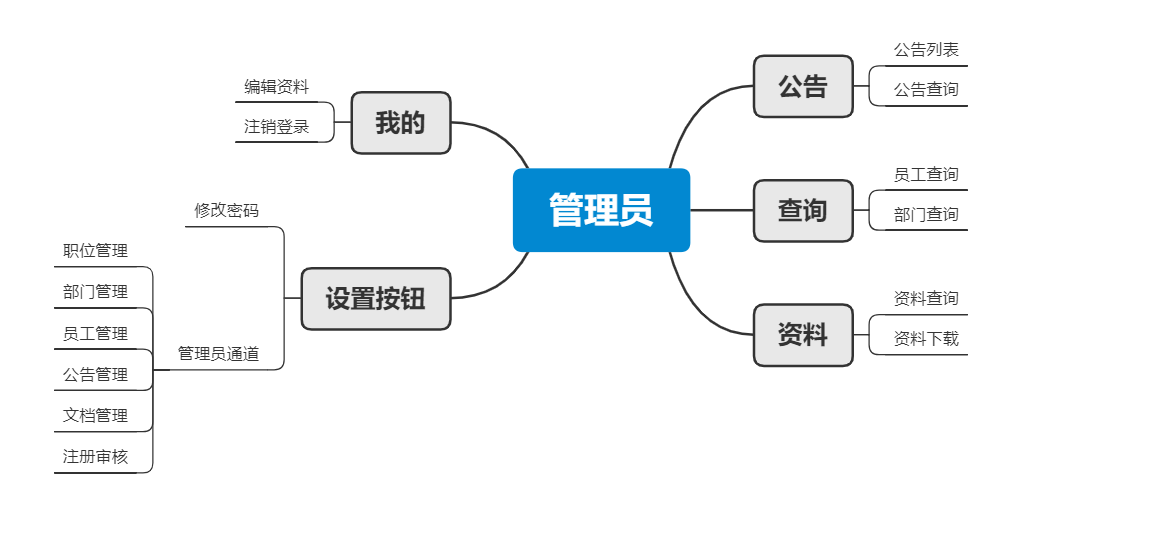 管理员
公告
公告列表
公告查询
查询
员工查询
部门查询
资料
资料查询
资料下载
我的
编辑资料
注销登录
设置按钮
修改密码
管理员通道
职位管理
部门管理
员工管理
公告管理
文档管理
注册审核